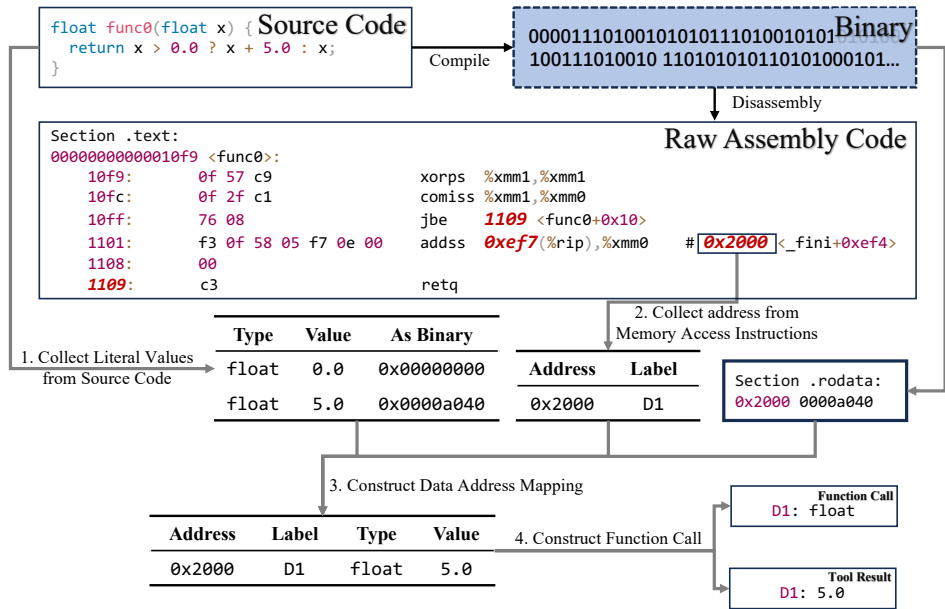 float func0(float x) {
return x > 0.0 ? x + 5.0 : x;
}
Source Code
Compile
Binary
00001110100101010111010010101010100
100111010010 110101010110101000101...
Disassembly
Raw Assembly Code
Section .text:
00000000000010f9 <func0>:
10f9: 0f 57 c9 xorps %xmm1,%xmm1
10fc: 0f 2f c1 comiss %xmm1,%xmm0
10ff: 76 08 jbe 1109 <func0+0x10>
1101: f3 0f 58 05 f7 0e 00 addss 0xef7(%rip),%xmm0 # 0x2000 <_fini+0xef4>
1108: 00
1109: c3 retq
1. Collect Literal Values
from Source Code
Type Value As Binary
float 0.0 0x00000000
float 5.0 0x0000a040
2. Collect address from
Memory Access Instructions
Address Label
0x2000 D1
Section .rodata:
0x2000 0000a040
3. Construct Data Address Mapping
Address Label Type Value
0x2000 D1 float 5.0
4. Construct Function Call
Function Call
D1: float
Tool Result
D1: 5.0